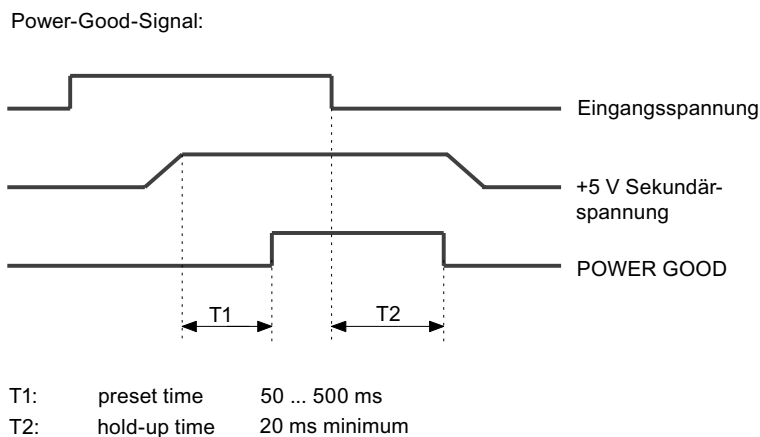 Power-Good-Signal:
Eingangsspannung
+5 V Sekundär-
spannung
POWER GOOD
T1
T2
T1: preset time 50 ... 500 ms
T2: hold-up time 20 ms minimum